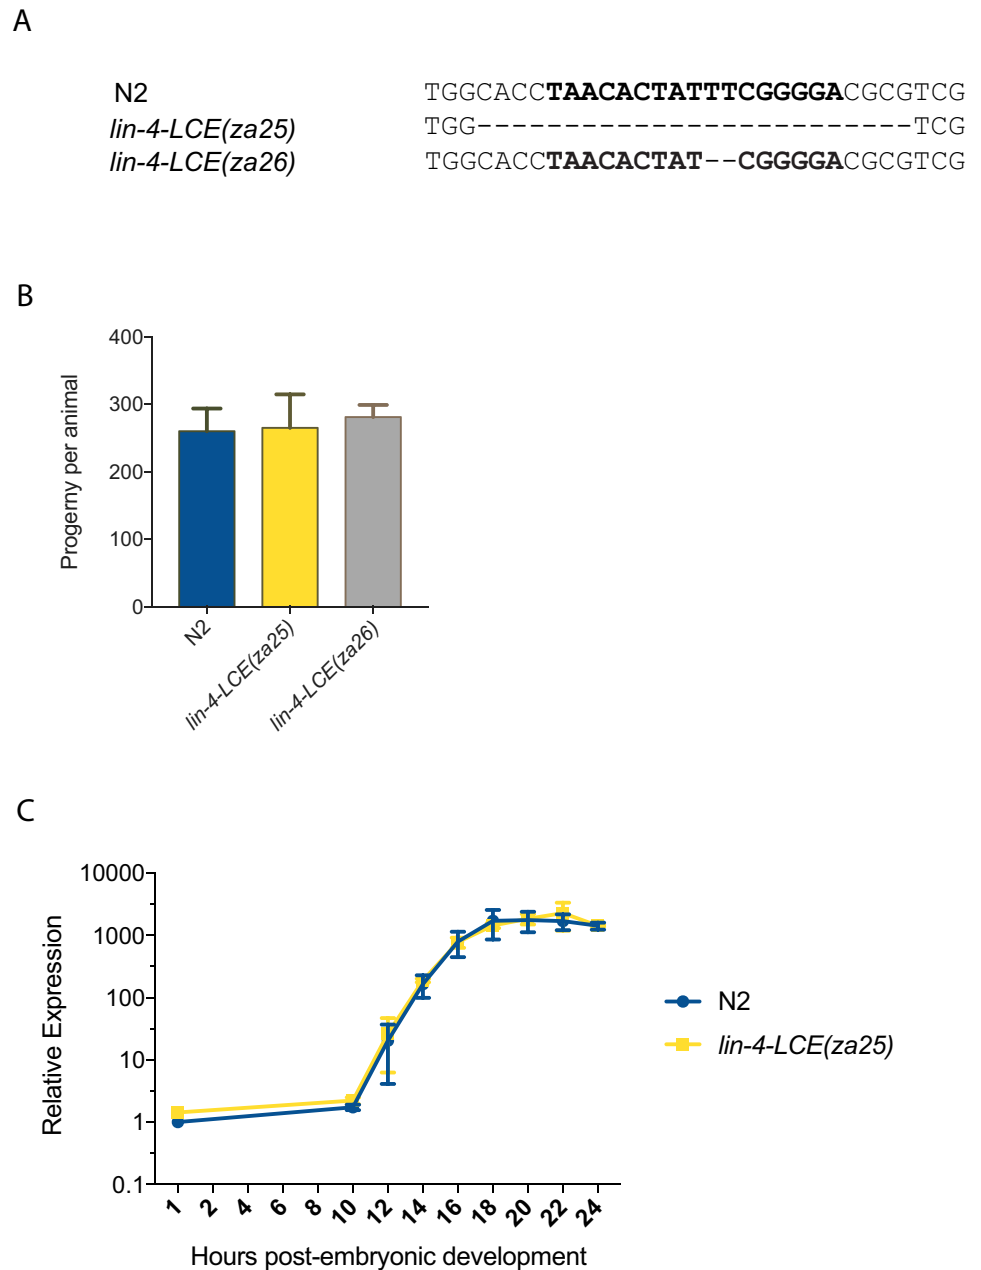 A
N2 TGGCACCTAACACTATTTCGGGGACGCGTCG
lin-4-LCE(za25) TGG-------------------------TCG
lin-4-LCE(za26) TGGCACCTAACACTAT--CGGGGACGCGTCG
B
Progerny per animal
400
300
200
100
0
N2
lin-4-LCE(za25)
lin-4-LCE(za26)
C
Relative Expression
10000
1000
100
10
1
0.1
1 2 4 6 8 10 12 14 16 18 20 22 24
Hours post-embryonic development
N2
lin-4-LCE(za25)